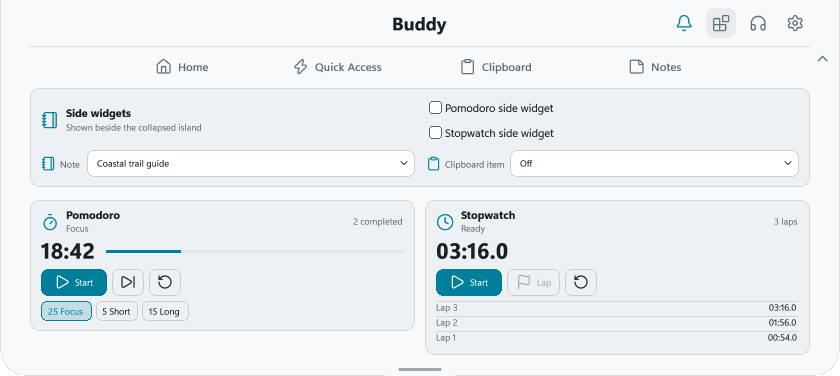 Buddy
Home
Quick Access
Clipboard
Notes
Side widgets
Shown beside the collapsed island
Pomodoro side widget
Stopwatch side widget
Note
Coastal trail guide
Clipboard item
Off
Pomodoro
Focus
2 completed
18:42
Start
25 Focus
5 Short
15 Long
Stopwatch
Ready
3 laps
03:16.0
Start
Lap
Lap 3 03:16.0
Lap 2 01:56.0
Lap 1 00:54.0